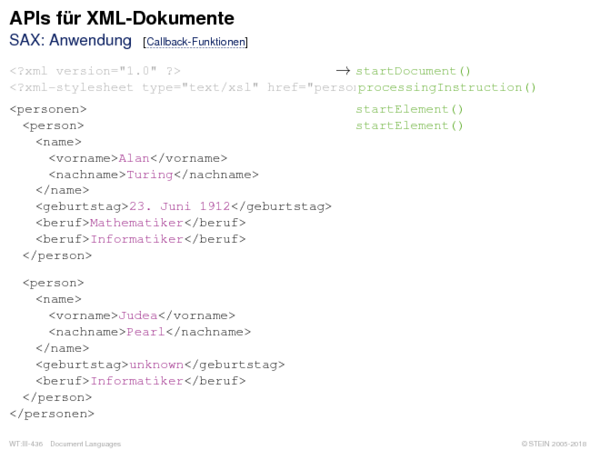 APIs für XML-Dokumente
SAX: Anwendung [Callback-Funktionen]
<?xml version="1.0" ?> → startDocument()
<?xml-stylesheet type="text/xsl" href="person processingInstruction()
<personen> startElement()
<person> startElement()
<name>
<vorname>Alan</vorname>
<nachname>Turing</nachname>
</name>
<geburtstag>23. Juni 1912</geburtstag>
<beruf>Mathematiker</beruf>
<beruf>Informatiker</beruf>
</person>
<person>
<name>
<vorname>Judea</vorname>
<nachname>Pearl</nachname>
</name>
<geburtstag>unknown</geburtstag>
<beruf>Informatiker</beruf>
</person>
</personen>
WT:III-436 Document Languages © STEIN 2005-2018